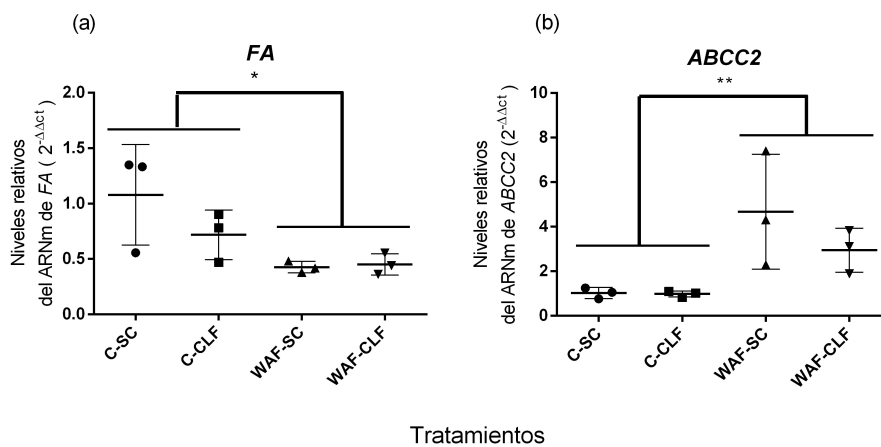 (a)
FA
*
Niveles relativos
del ARNm de FA ( 2-ΔΔct)
2.0
1.5
1.0
0.5
0.0
C-SC
C-CLF
WAF-SC
WAF-CLF
(b)
ABCC2
**
Niveles relativos
del ARNm de ABCC2 (2-ΔΔct)
10
8
6
4
2
0
C-SC
C-CLF
WAF-SC
WAF-CLF
Tratamientos